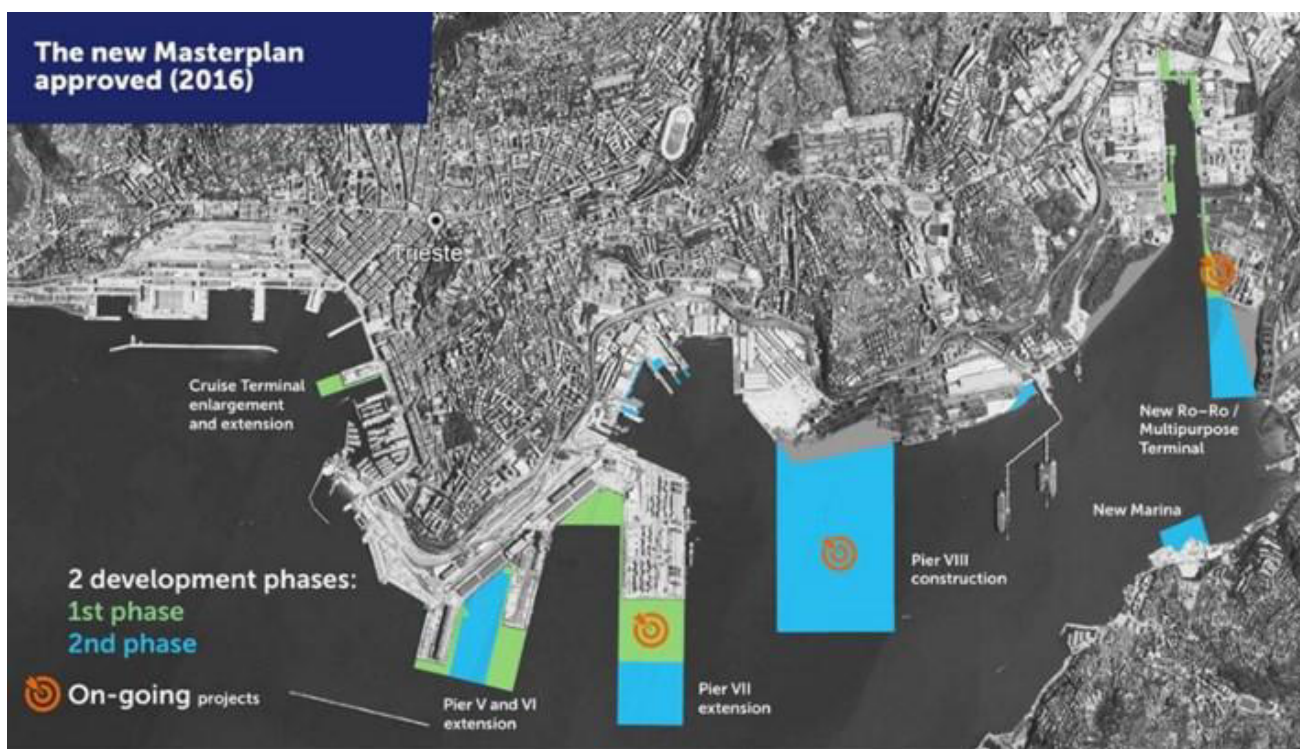 The new Masterplan
approved (2016)
Trieste
Cruise Terminal
enlargement
and extension
New Ro–Ro /
Multipurpose
Terminal
New Marina
Pier VIII
construction
2 development phases:
1st phase
2nd phase
On-going projects
Pier V and VI
extension
Pier VII
extension